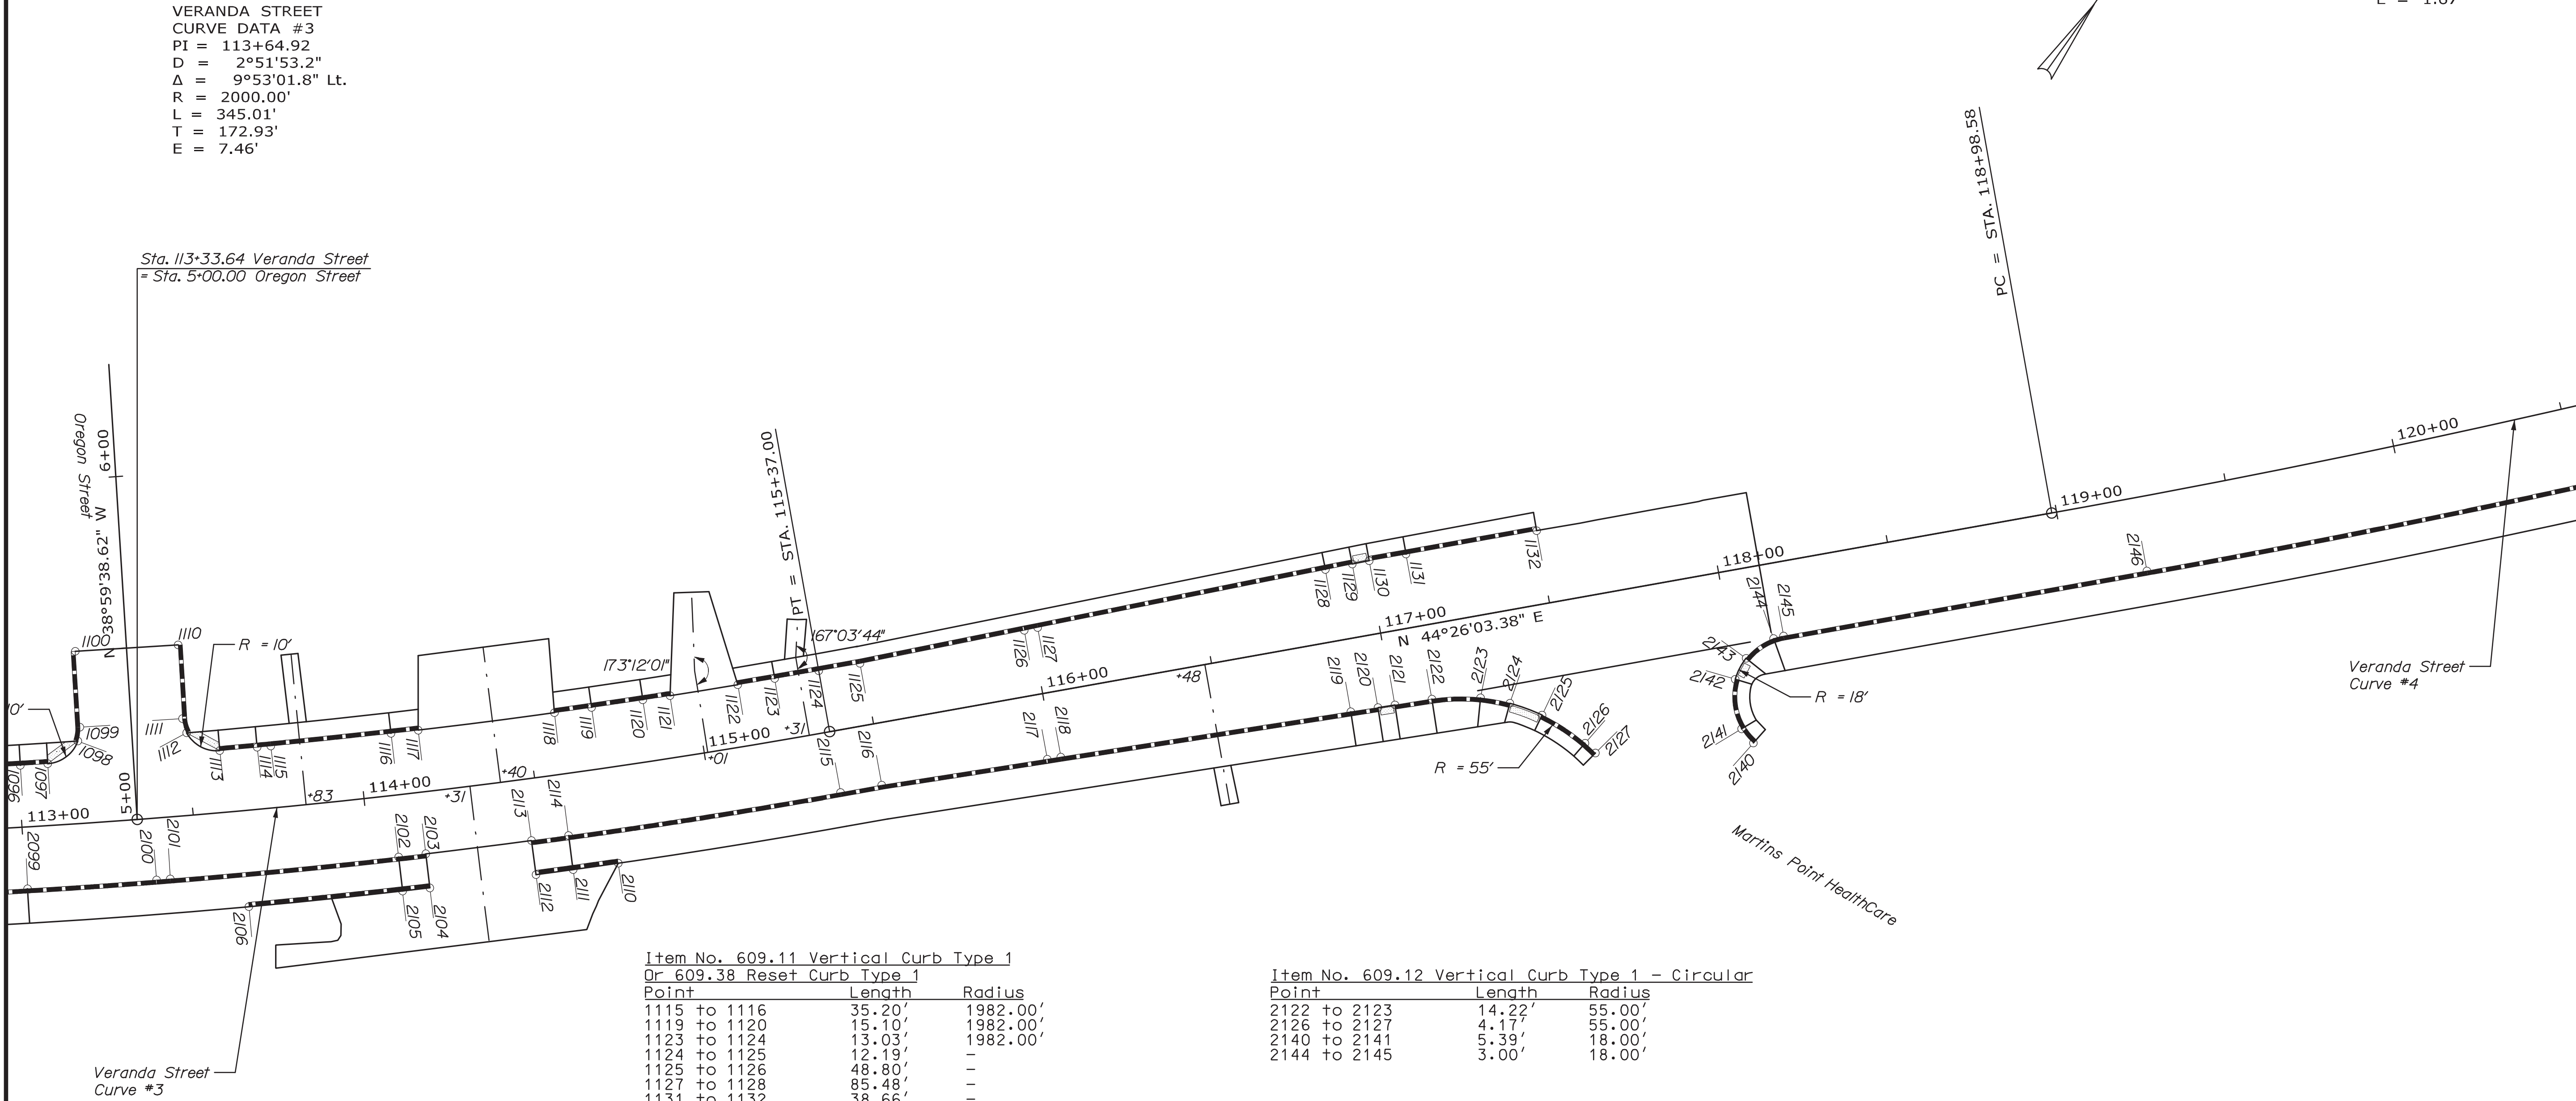 VERANDA STREET
CURVE DATA #3
PI = 113+64.92
D = 2°51'53.2"
Δ = 9°53'01.8" Lt.
R = 2000.00'
L = 345.01'
T = 172.93'
E = 7.46'
Sta. 113+33.64 Veranda Street
= Sta. 5+00.00 Oregon Street
PC = STA. 118+98.58
PT = STA. 115+37.00
Oregon Street
6+00
N 38°59'38.62" W
5+00
R = 10'
10'
1096
1097
1098
1099
1100
1110
1111
1112
1113
1114
1115
1116
1117
1118
1119
1120
1121
1122
1123
1124
1125
1126
1127
1128
1129
1130
1131
1132
173°12'01"
167°03'44"
113+00
+83
114+00
+31
+40
115+00
+01
+31
116+00
+48
117+00
N 44°26'03.38" E
118+00
119+00
120+00
2099
2100
2101
2102
2103
2104
2105
2106
2110
2111
2112
2113
2114
2115
2116
2117
2118
2119
2120
2121
2122
2123
2124
2125
2126
2127
R = 55'
2140
2141
2142
2143
2144
2145
2146
R = 18'
Martins Point HealthCare
Veranda Street
Curve #4
Veranda Street
Curve #3
Item No. 609.11 Vertical Curb Type 1
Or 609.38 Reset Curb Type 1
Point Length Radius
1115 to 1116 35.20' 1982.00'
1119 to 1120 15.10' 1982.00'
1123 to 1124 13.03' 1982.00'
1124 to 1125 12.19' -
1125 to 1126 48.80' -
1127 to 1128 85.48' -
1131 to 1132 38.66' -
Item No. 609.12 Vertical Curb Type 1 - Circular
Point Length Radius
2122 to 2123 14.22' 55.00'
2126 to 2127 4.17' 55.00'
2140 to 2141 5.39' 18.00'
2144 to 2145 3.00' 18.00'